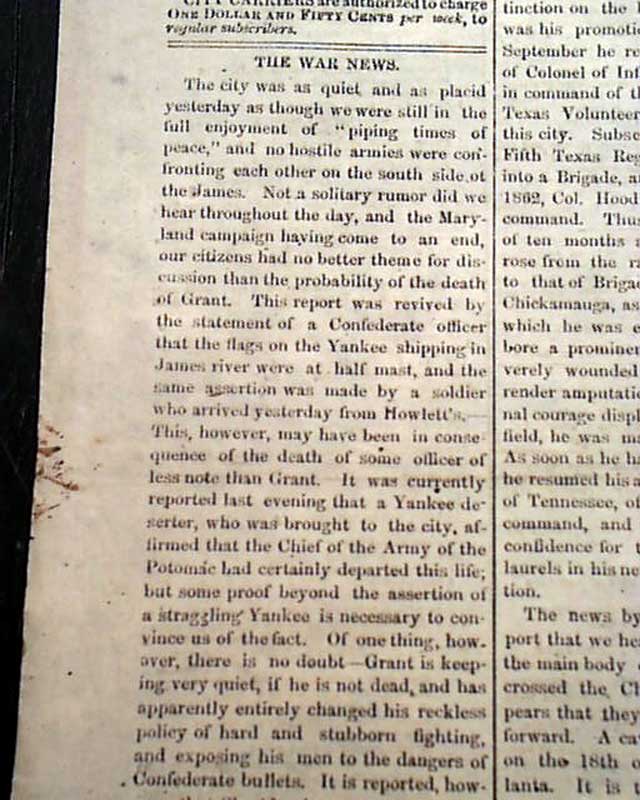 CITY CARRIERS are authorized to charge
ONE DOLLAR AND FIFTY CENTS per week, to
regular subscribers.
THE WAR NEWS.
The city was as quiet and as placid
yesterday as though we were still in the
full enjoyment of "piping times of
peace," and no hostile armies were con-
fronting each other on the south side of
the James. Not a solitary rumor did we
hear throughout the day, and the Mary-
land campaign having come to an end,
our citizens had no better theme for dis-
cussion than the probability of the death
of Grant. This report was revived by
the statement of a Confederate officer
that the flags on the Yankee shipping in
James river were at half mast, and the
same assertion was made by a soldier
who arrived yesterday from Howlett's.—
This, however, may have been in conse-
quence of the death of some officer of
less note than Grant. It was currently
reported last evening that a Yankee de-
serter, who was brought to the city, af-
firmed that the Chief of the Army of the
Potomac had certainly departed this life;
but some proof beyond the assertion of
a straggling Yankee is necessary to con-
vince us of the fact. Of one thing, how-
ever, there is no doubt—Grant is keep-
ing very quiet, if he is not dead, and has
apparently entirely changed his reckless
policy of hard and stubborn fighting,
and exposing his men to the dangers of
Confederate bullets. It is reported, how-
tinction on the
was his promotio
September he re
of Colonel of Inf
in command of th
Texas Volunteer
this city. Subsc
Fifth Texas Reg
into a Brigade, a
1862, Col. Hood
command. Thus
of ten months
rose from the ra
to that of Briga
Chickamauga, as
which he was e
bore a prominen
verely wounded
render amputati
nal courage displ
field, he was ma
As soon as he ha
he resumed his a
of Tennessee, of
command, and
confidence for t
laurels in his ne
tion.
The news by
port that we hea
the main body
crossed the Ch
pears that they
forward. A ca
on the 18th o
lanta. It is